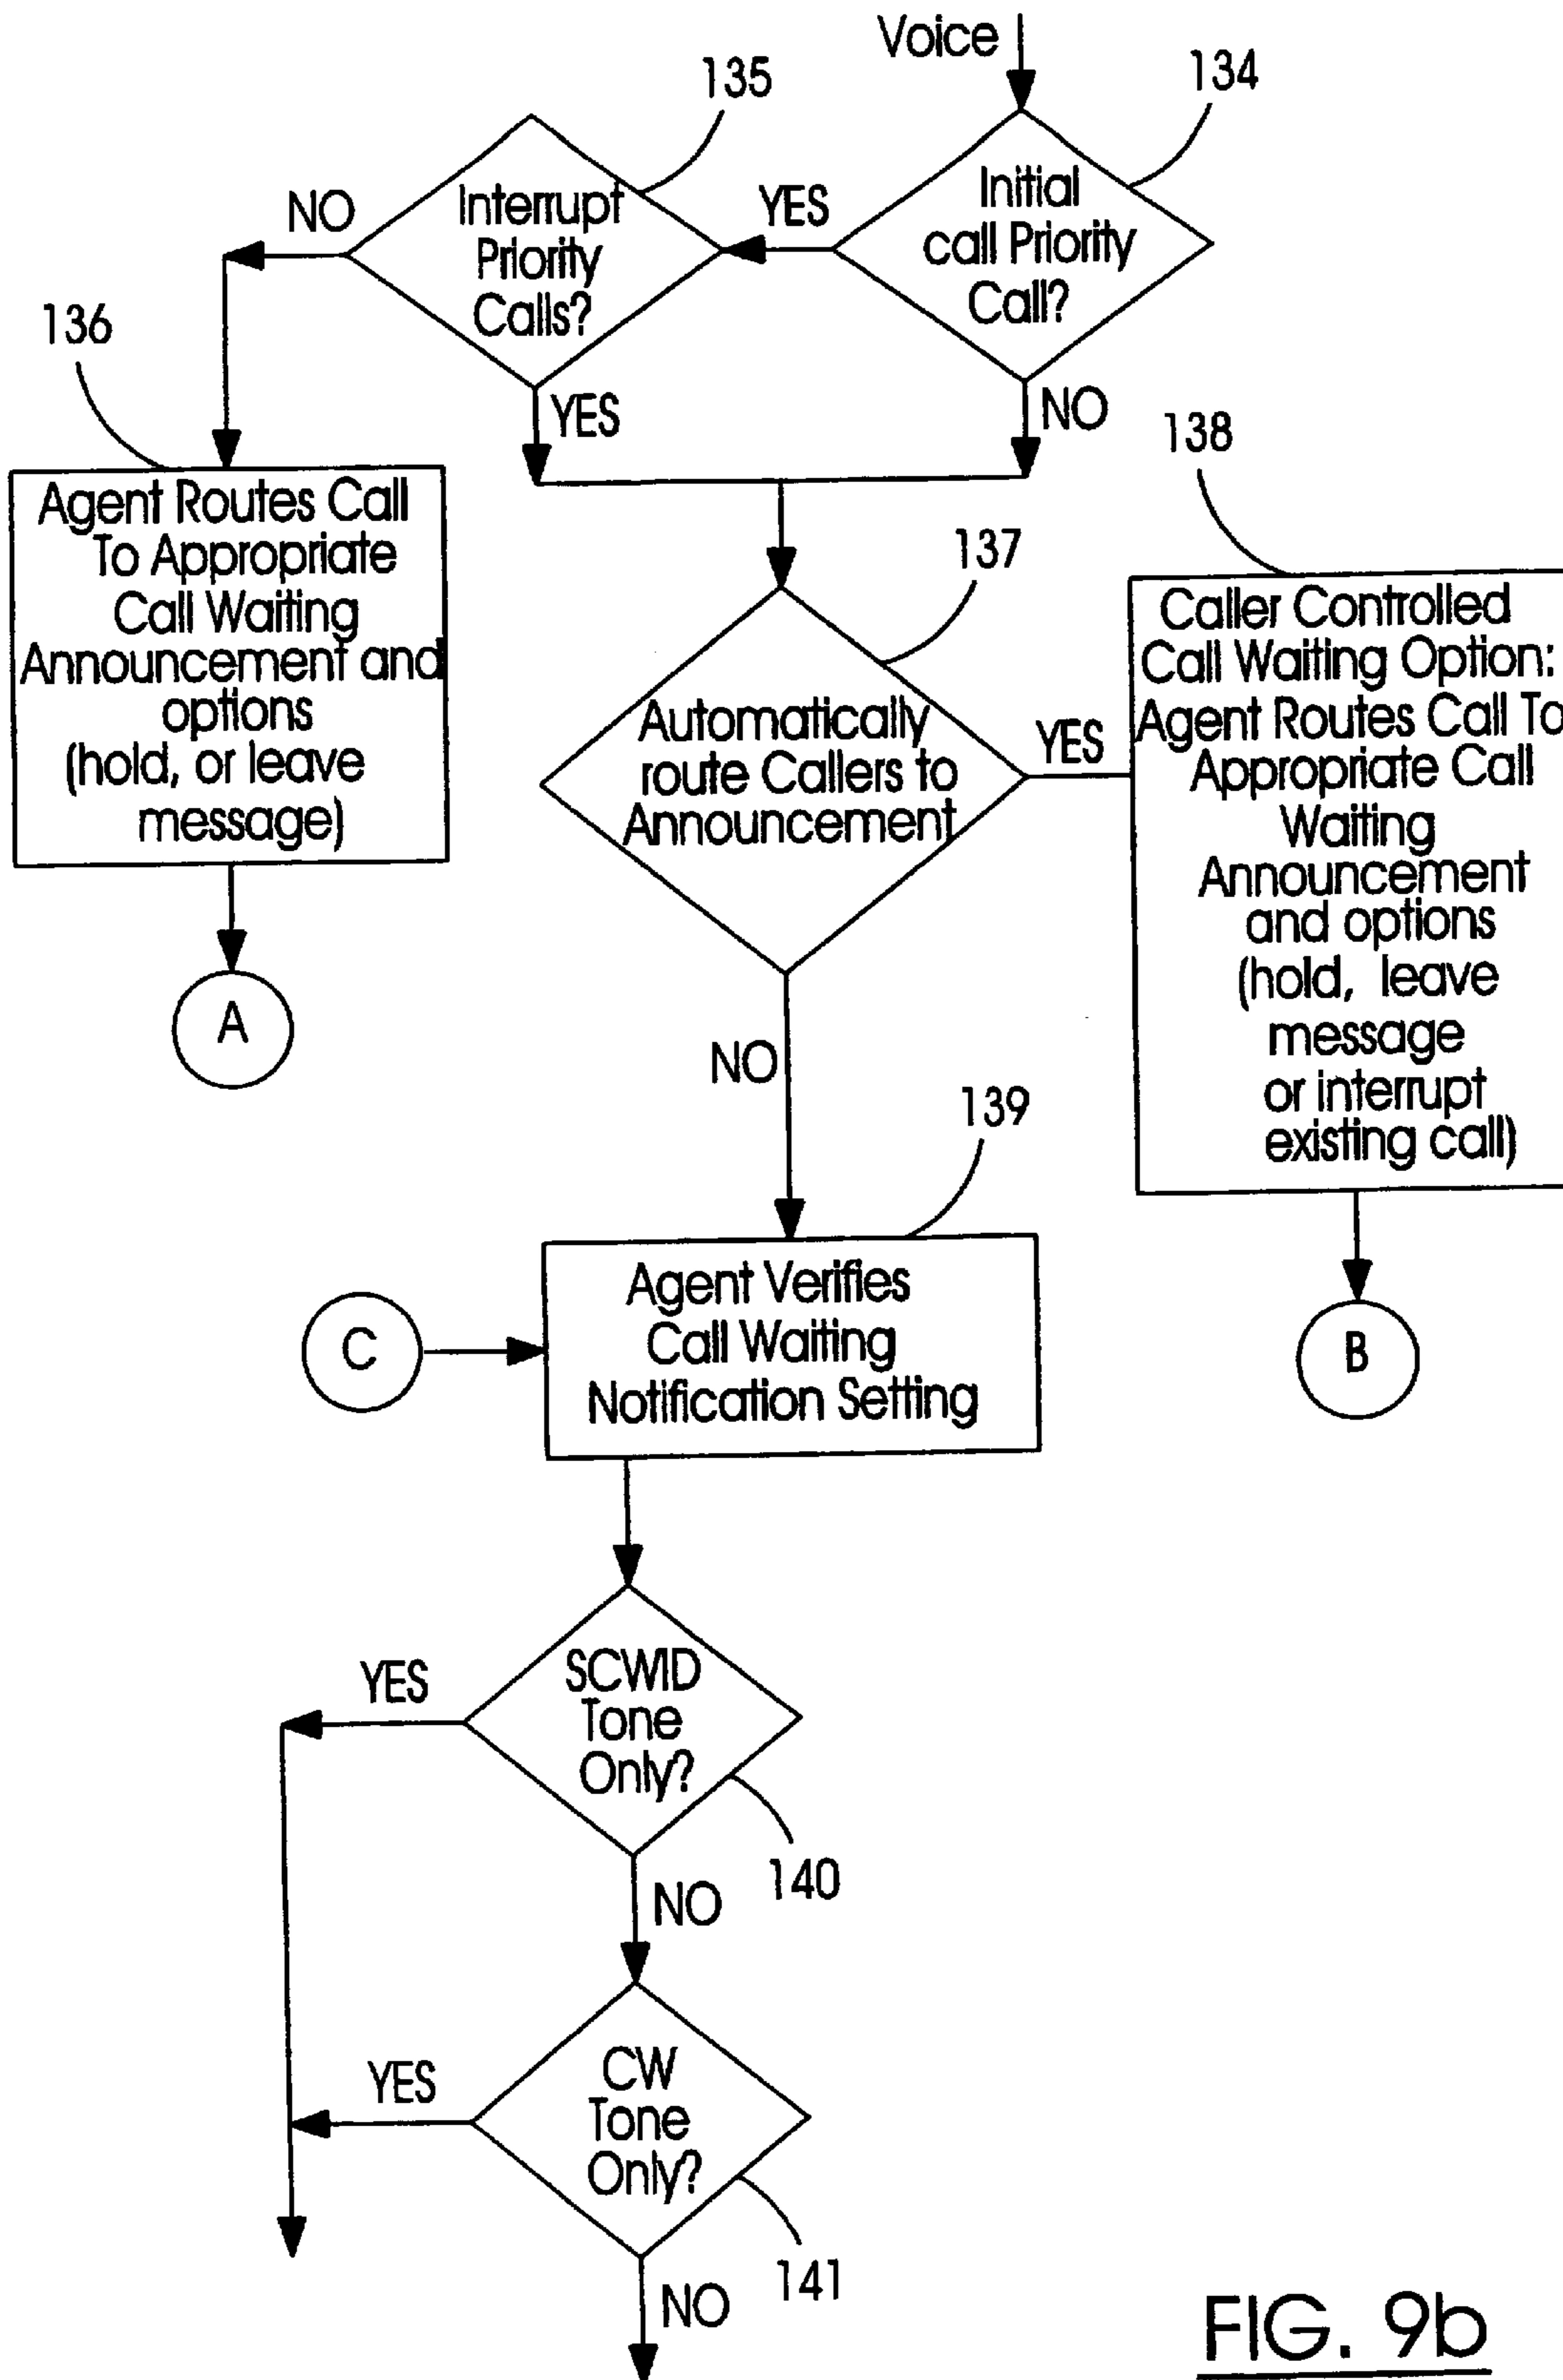 Voice
134
135
Initial
call Priority
Call?
YES
Interrupt
Priority
Calls?
NO
136
YES
NO
138
Agent Routes Call
To Appropriate
Call Waiting
Announcement and
options
(hold, or leave
message)
A
137
Automatically
route Callers to
Announcement
YES
Caller Controlled
Call Waiting Option:
Agent Routes Call To
Appropriate Call
Waiting
Announcement
and options
(hold, leave
message
or interrupt
existing call)
B
NO
139
C
Agent Verifies
Call Waiting
Notification Setting
SCWID
Tone
Only?
YES
140
NO
CW
Tone
Only?
YES
141
NO
FIG. 9b